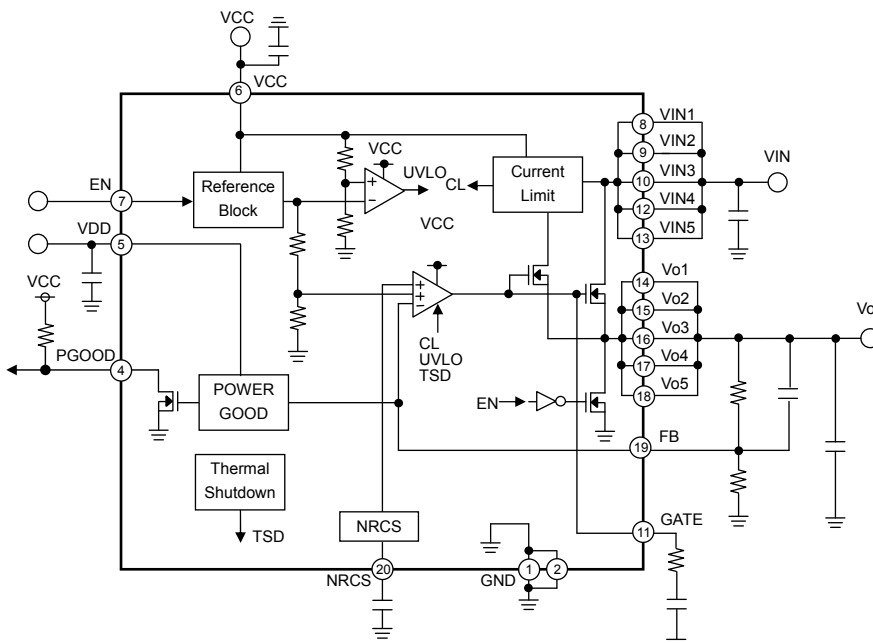 VCC
VCC
6
8
VIN1
9
VIN2
VIN
10
VIN3
12
VIN4
13
VIN5
VCC
UVLO
CL
Current
Limit
VCC
EN
7
Reference
Block
VDD
5
VCC
14
Vo1
15
Vo2
Vo
16
Vo3
17
Vo4
18
Vo5
CL
UVLO
TSD
PGOOD
4
POWER
GOOD
EN
19
FB
Thermal
Shutdown
TSD
NRCS
11
GATE
NRCS
20
GND
1
2